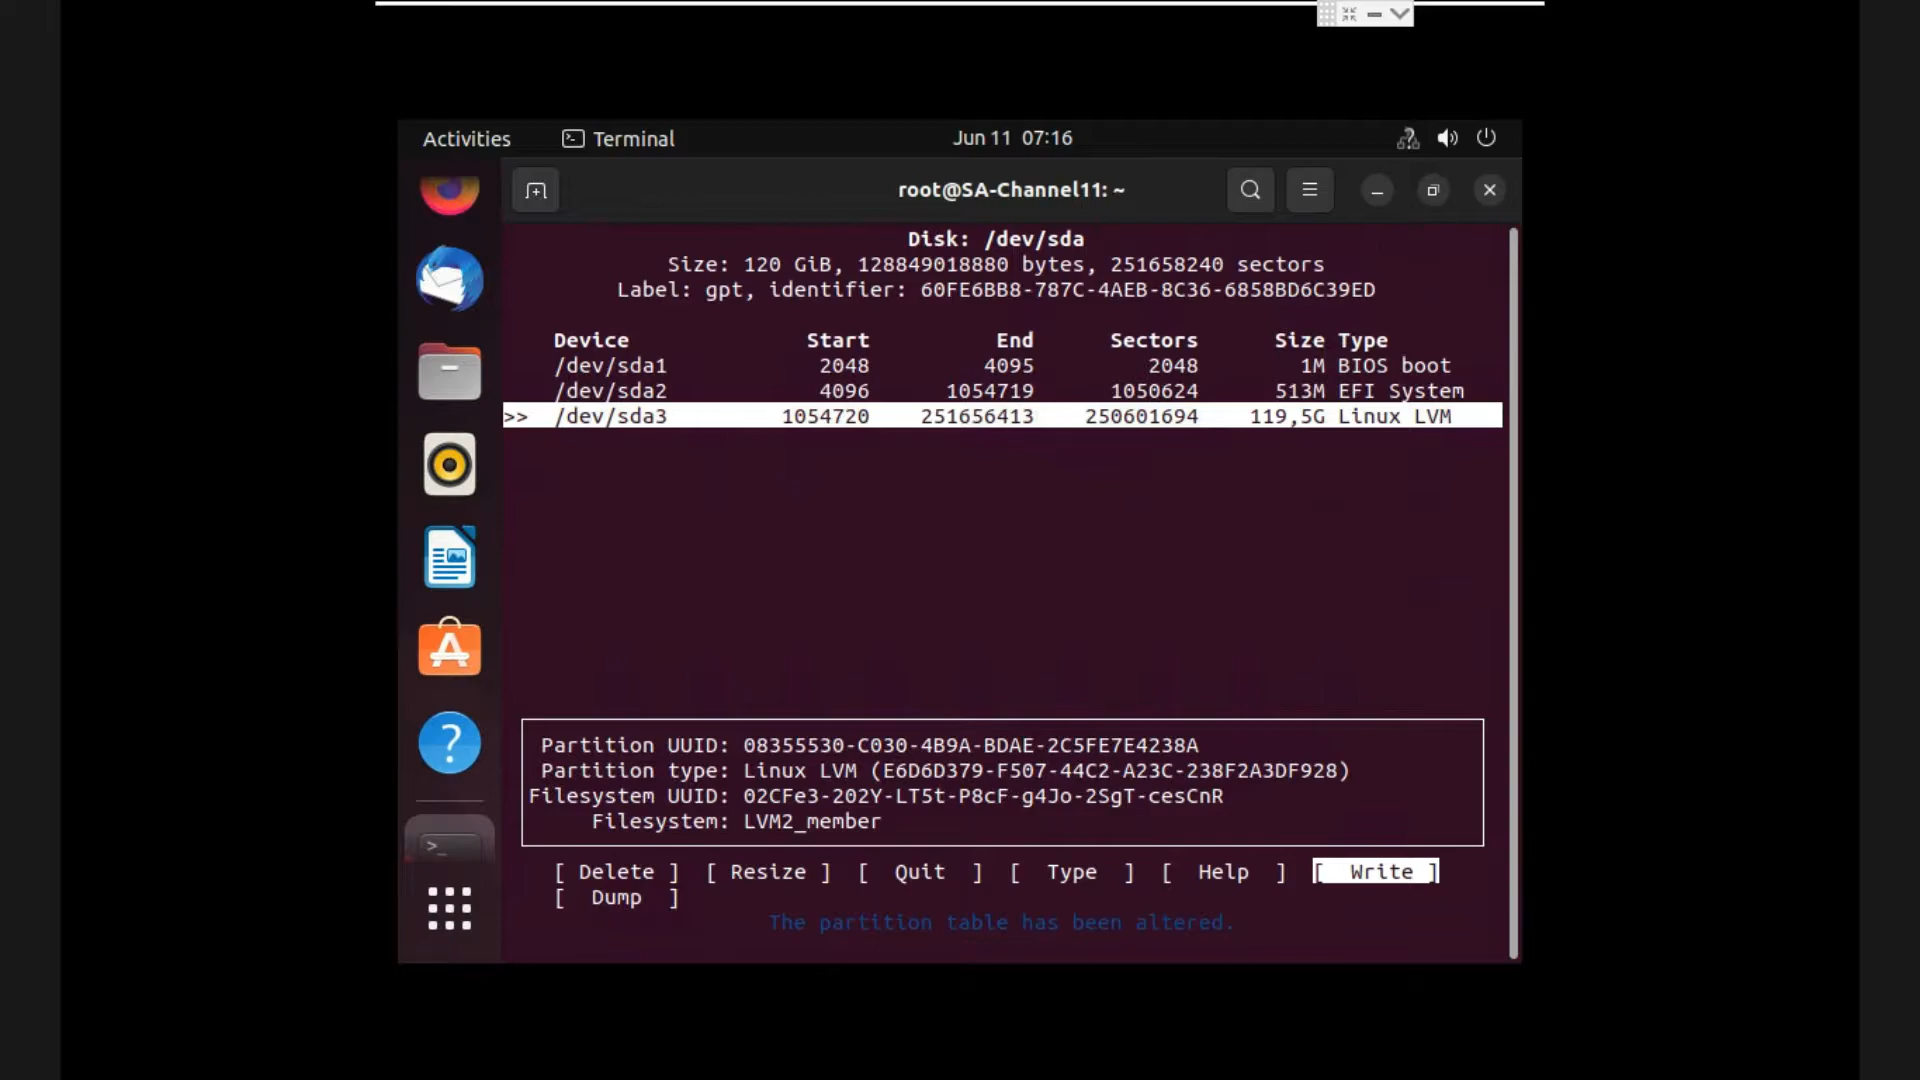 Activities Terminal Jun 11 07:16
root@SA-Channel11: ~
Disk: /dev/sda
Size: 120 GiB, 128849018880 bytes, 251658240 sectors
Label: gpt, identifier: 60FE6BB8-787C-4AEB-8C36-6858BD6C39ED
Device Start End Sectors Size Type
/dev/sda1 2048 4095 2048 1M BIOS boot
/dev/sda2 4096 1054719 1050624 513M EFI System
>> /dev/sda3 1054720 251656413 250601694 119,5G Linux LVM
Partition UUID: 08355530-C030-4B9A-BDAE-2C5FE7E4238A
Partition type: Linux LVM (E6D6D379-F507-44C2-A23C-238F2A3DF928)
Filesystem UUID: 02CFe3-202Y-LT5t-P8cF-g4Jo-2SgT-cesCnR
Filesystem: LVM2_member
[ Delete ] [ Resize ] [ Quit ] [ Type ] [ Help ] [ Write ]
[ Dump ]
The partition table has been altered.